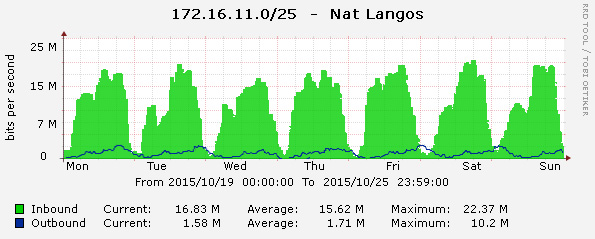 172.16.11.0/25 - Nat Langos
RRDTOOL / TOBI OETIKER
bits per second
25 M
15 M
7 M
0
Mon Tue Wed Thu Fri Sat Sun
From 2015/10/19 00:00:00 To 2015/10/25 23:59:00
Inbound Current: 16.83 M Average: 15.62 M Maximum: 22.37 M
Outbound Current: 1.58 M Average: 1.71 M Maximum: 10.2 M